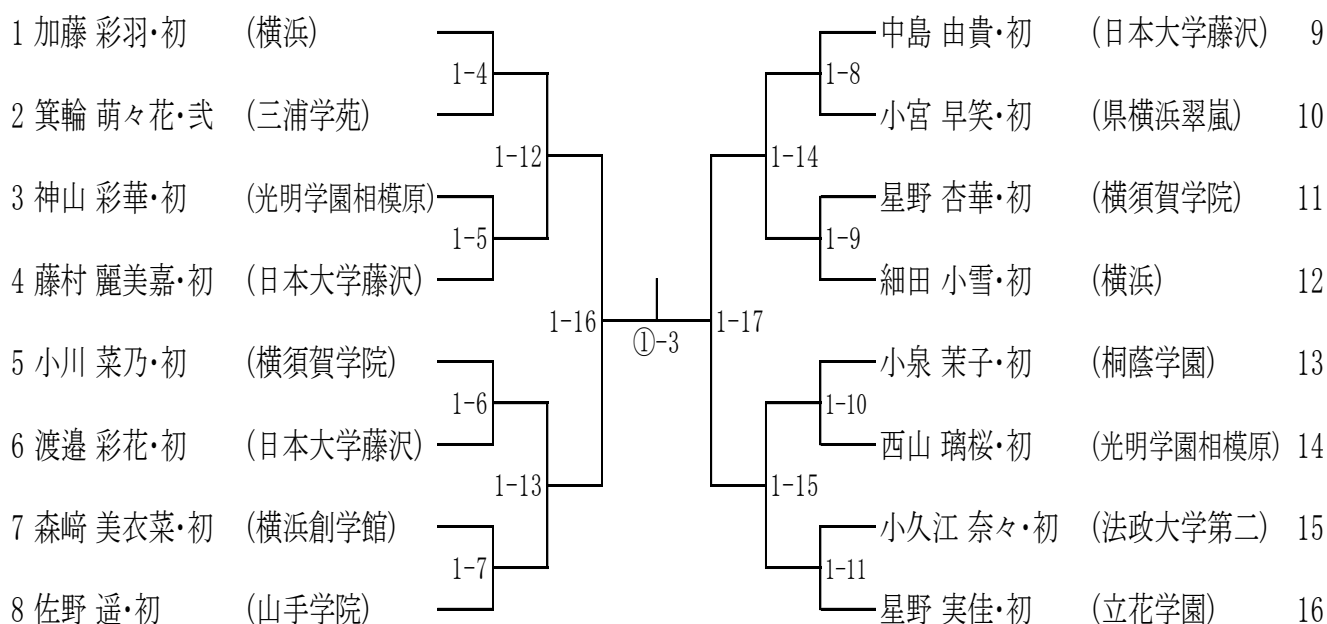 1 加藤 彩羽・初 (横浜)
1-4
2 箕輪 萌々花・弐 (三浦学苑)
1-12
3 神山 彩華・初 (光明学園相模原)
1-5
4 藤村 麗美嘉・初 (日本大学藤沢)
1-16
5 小川 菜乃・初 (横須賀学院)
1-6
6 渡邉 彩花・初 (日本大学藤沢)
1-13
7 森﨑 美衣菜・初 (横浜創学館)
1-7
8 佐野 遥・初 (山手学院)
①-3
中島 由貴・初 (日本大学藤沢) 9
1-8
小宮 早笑・初 (県横浜翠嵐) 10
1-14
星野 杏華・初 (横須賀学院) 11
1-9
細田 小雪・初 (横浜) 12
1-17
小泉 茉子・初 (桐蔭学園) 13
1-10
西山 璃桜・初 (光明学園相模原) 14
1-15
小久江 奈々・初 (法政大学第二) 15
1-11
星野 実佳・初 (立花学園) 16